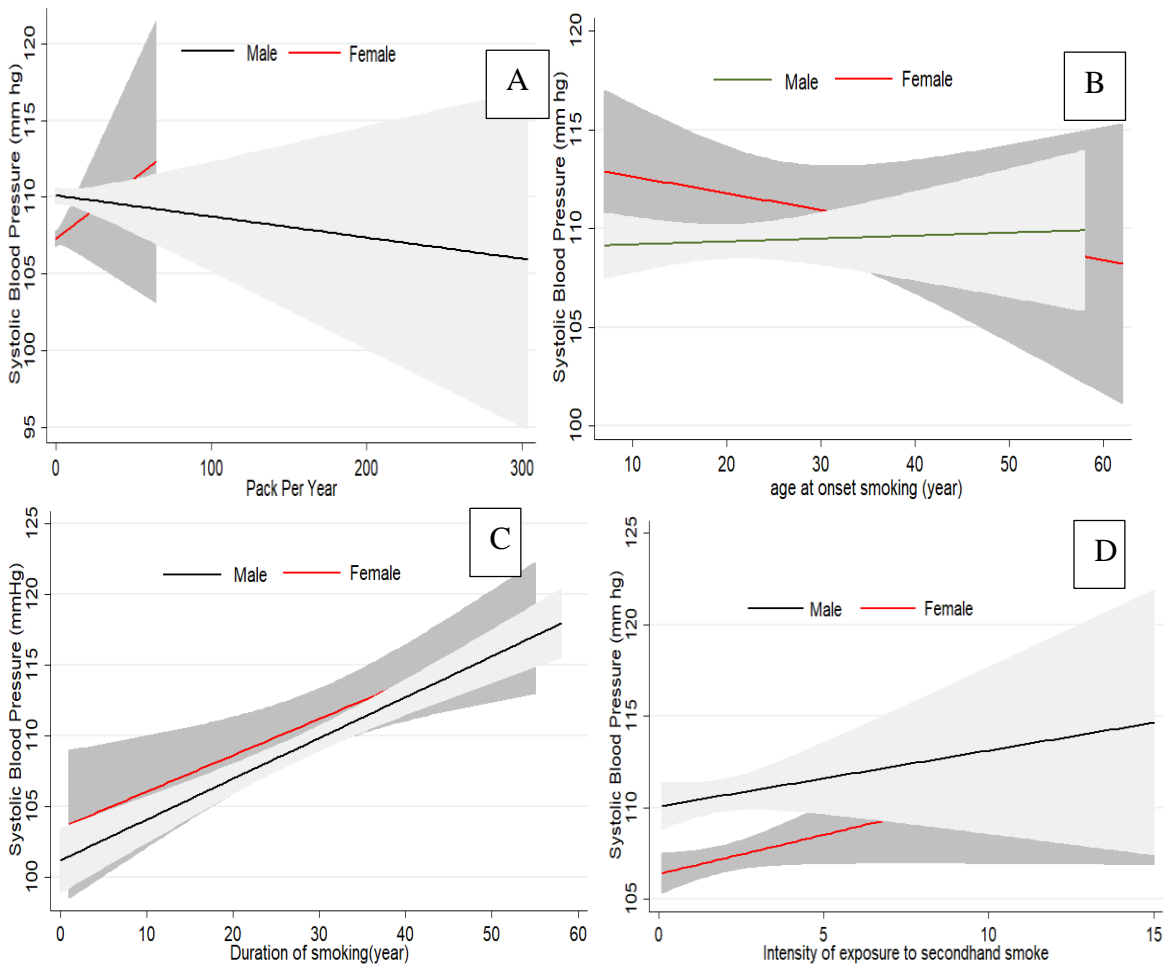 A
Male Female
Systolic Blood Pressure (mm hg)
120
115
110
105
100
95
0 100 200 300
Pack Per Year
B
Male Female
Systolic Blood Pressure (mm hg)
120
115
110
105
100
10 20 30 40 50 60
age at onset smoking (year)
C
Male Female
Systolic Blood Pressure (mmHg)
125
120
115
110
105
100
0 10 20 30 40 50 60
Duration of smoking(year)
D
Male Female
Systolic Blood Pressure (mm hg)
125
120
115
110
105
0 5 10 15
Intensity of exposure to secondhand smoke